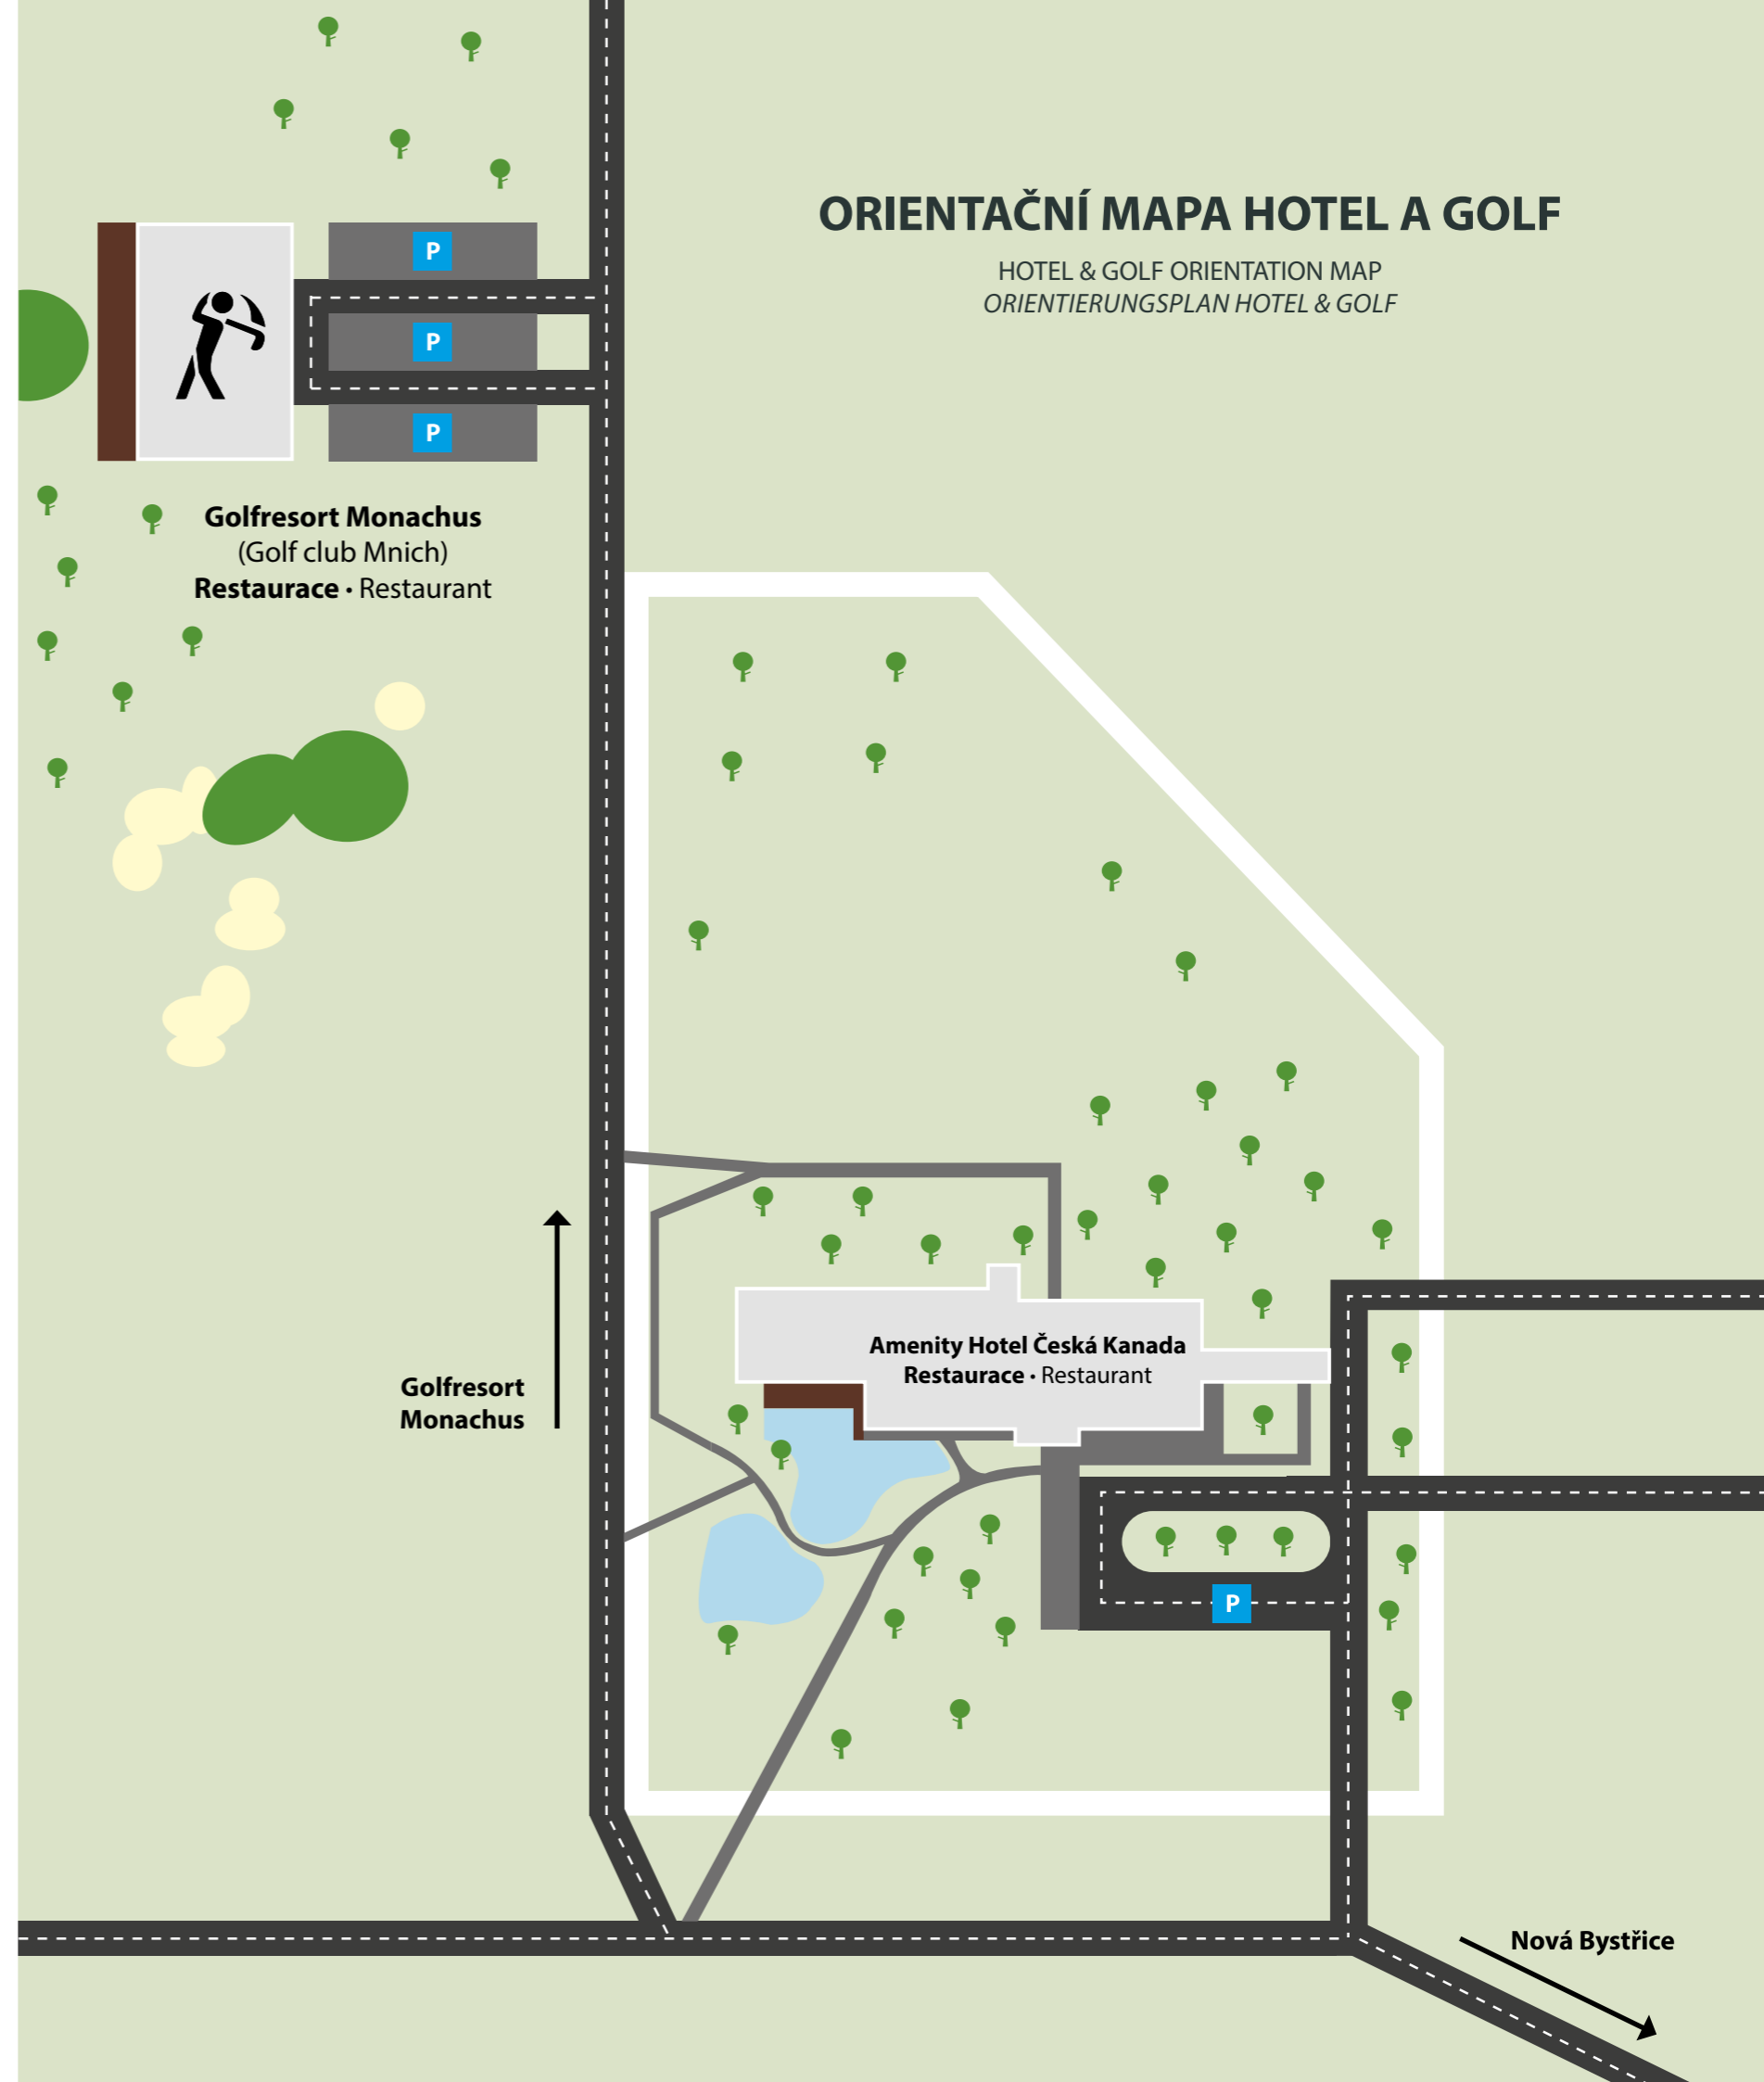 ORIENTAČNÍ MAPA HOTEL A GOLF
HOTEL & GOLF ORIENTATION MAP
ORIENTIERUNGSPLAN HOTEL & GOLF
P
P
P
Golfresort Monachus
(Golf club Mnich)
Restaurace • Restaurant
Amenity Hotel Česká Kanada
Restaurace • Restaurant
Golfresort
Monachus
P
Nová Bystřice